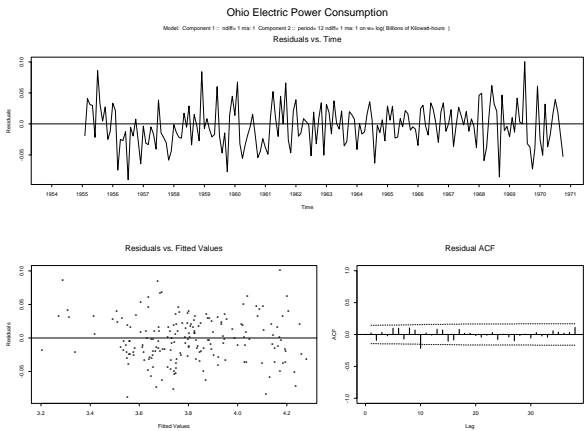 Ohio Electric Power Consumption
Model: Component 1 :: ndiff= 1 ma: 1 Component 2 :: period= 12 ndiff= 1 ma: 1 on w= log( Billions of Kilowatt-hours )
Residuals vs. Time
Residuals
0.10
0.05
0.0
-0.05
1954 1955 1956 1957 1958 1959 1960 1961 1962 1963 1964 1965 1966 1967 1968 1969 1970 1971
Time
Residuals vs. Fitted Values
Residuals
0.10
0.05
0.0
-0.05
3.2 3.4 3.6 3.8 4.0 4.2
Fitted Values
Residual ACF
ACF
1.0
0.5
0.0
-0.5
-1.0
0 10 20 30
Lag